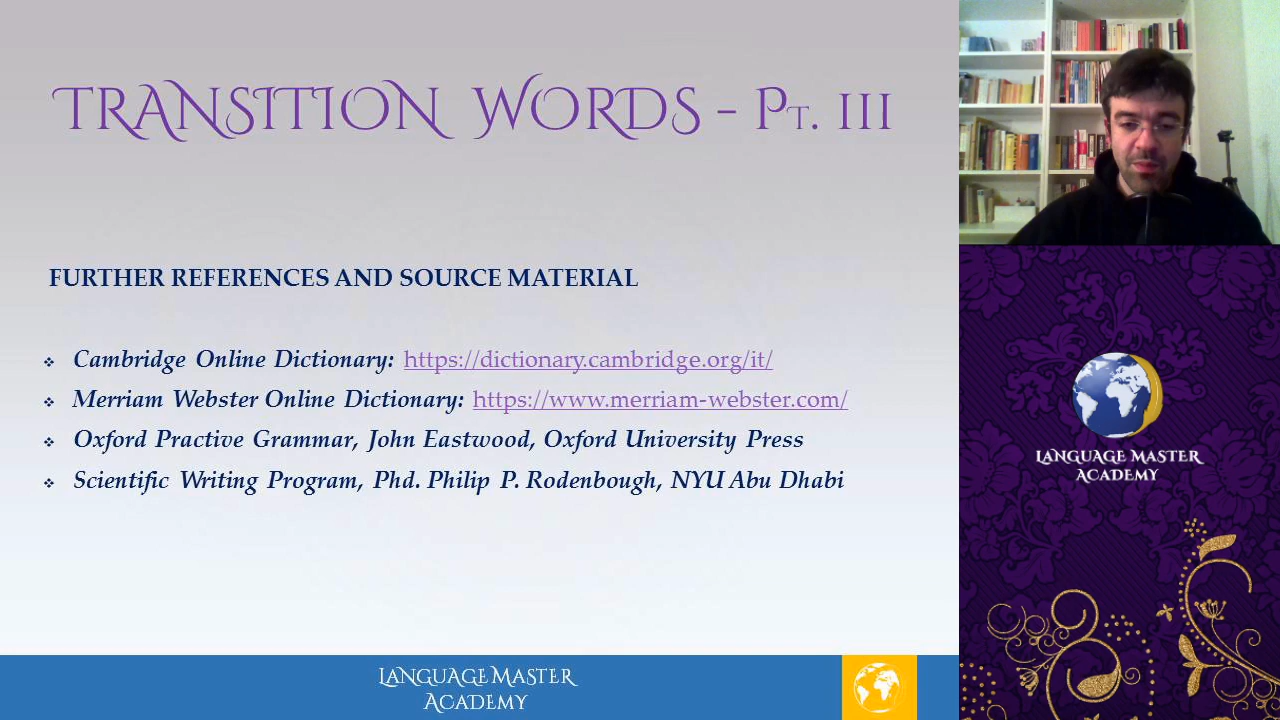 TRANSITION WORDS – PT. III
FURTHER REFERENCES AND SOURCE MATERIAL
Cambridge Online Dictionary: https://dictionary.cambridge.org/it/
Merriam Webster Online Dictionary: https://www.merriam-webster.com/
Oxford Practive Grammar, John Eastwood, Oxford University Press
Scientific Writing Program, Phd. Philip P. Rodenbough, NYU Abu Dhabi
LANGUAGE MASTER
ACADEMY
LANGUAGE MASTER
ACADEMY